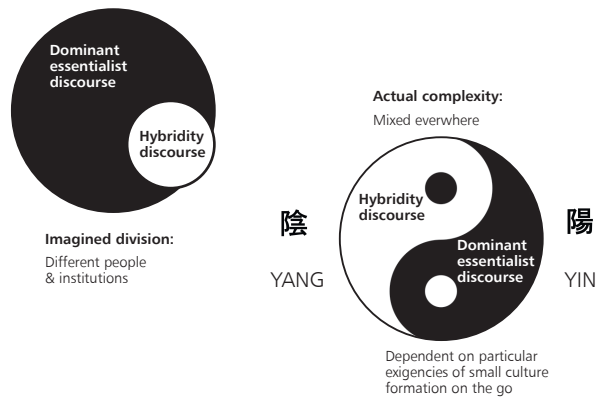 Dominant
essentialist
discourse
Hybridity
discourse
Imagined division:
Different people
& institutions
Actual complexity:
Mixed everwhere
陰
YANG
Hybridity
discourse
Dominant
essentialist
discourse
陽
YIN
Dependent on particular
exigencies of small culture
formation on the go